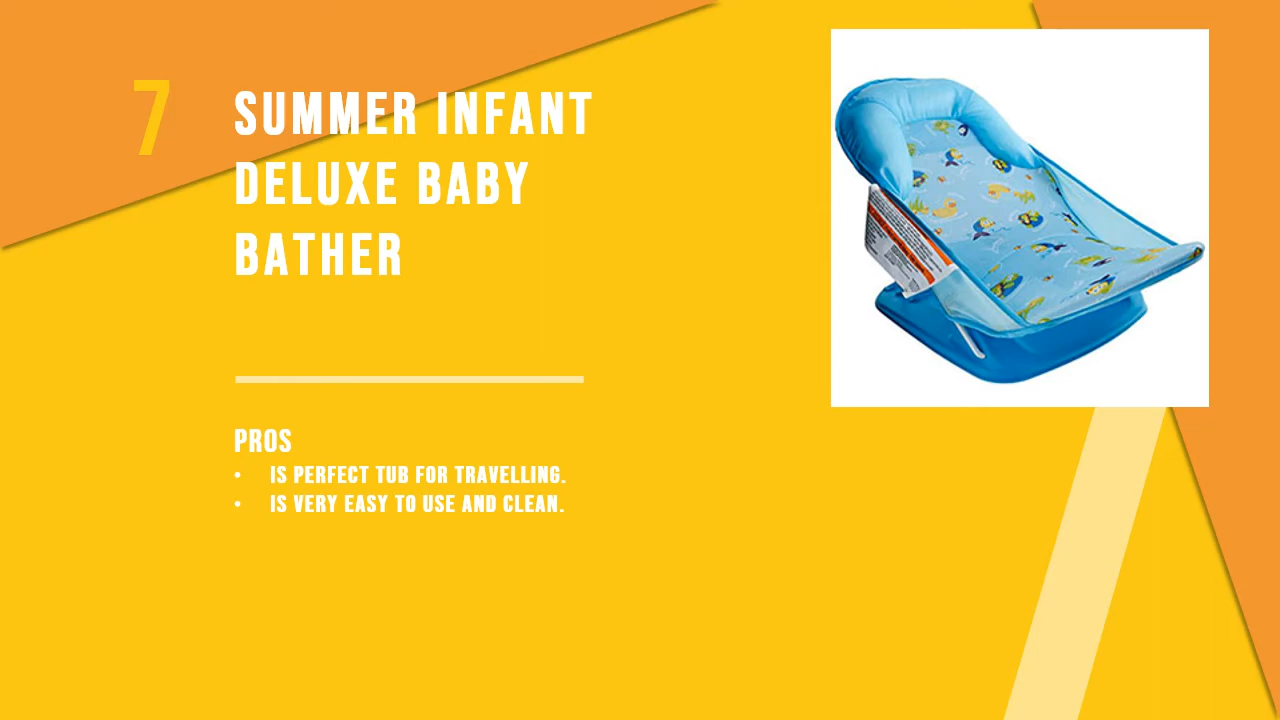 7
SUMMER INFANT
DELUXE BABY
BATHER
PROS
• IS PERFECT TUB FOR TRAVELLING.
• IS VERY EASY TO USE AND CLEAN.